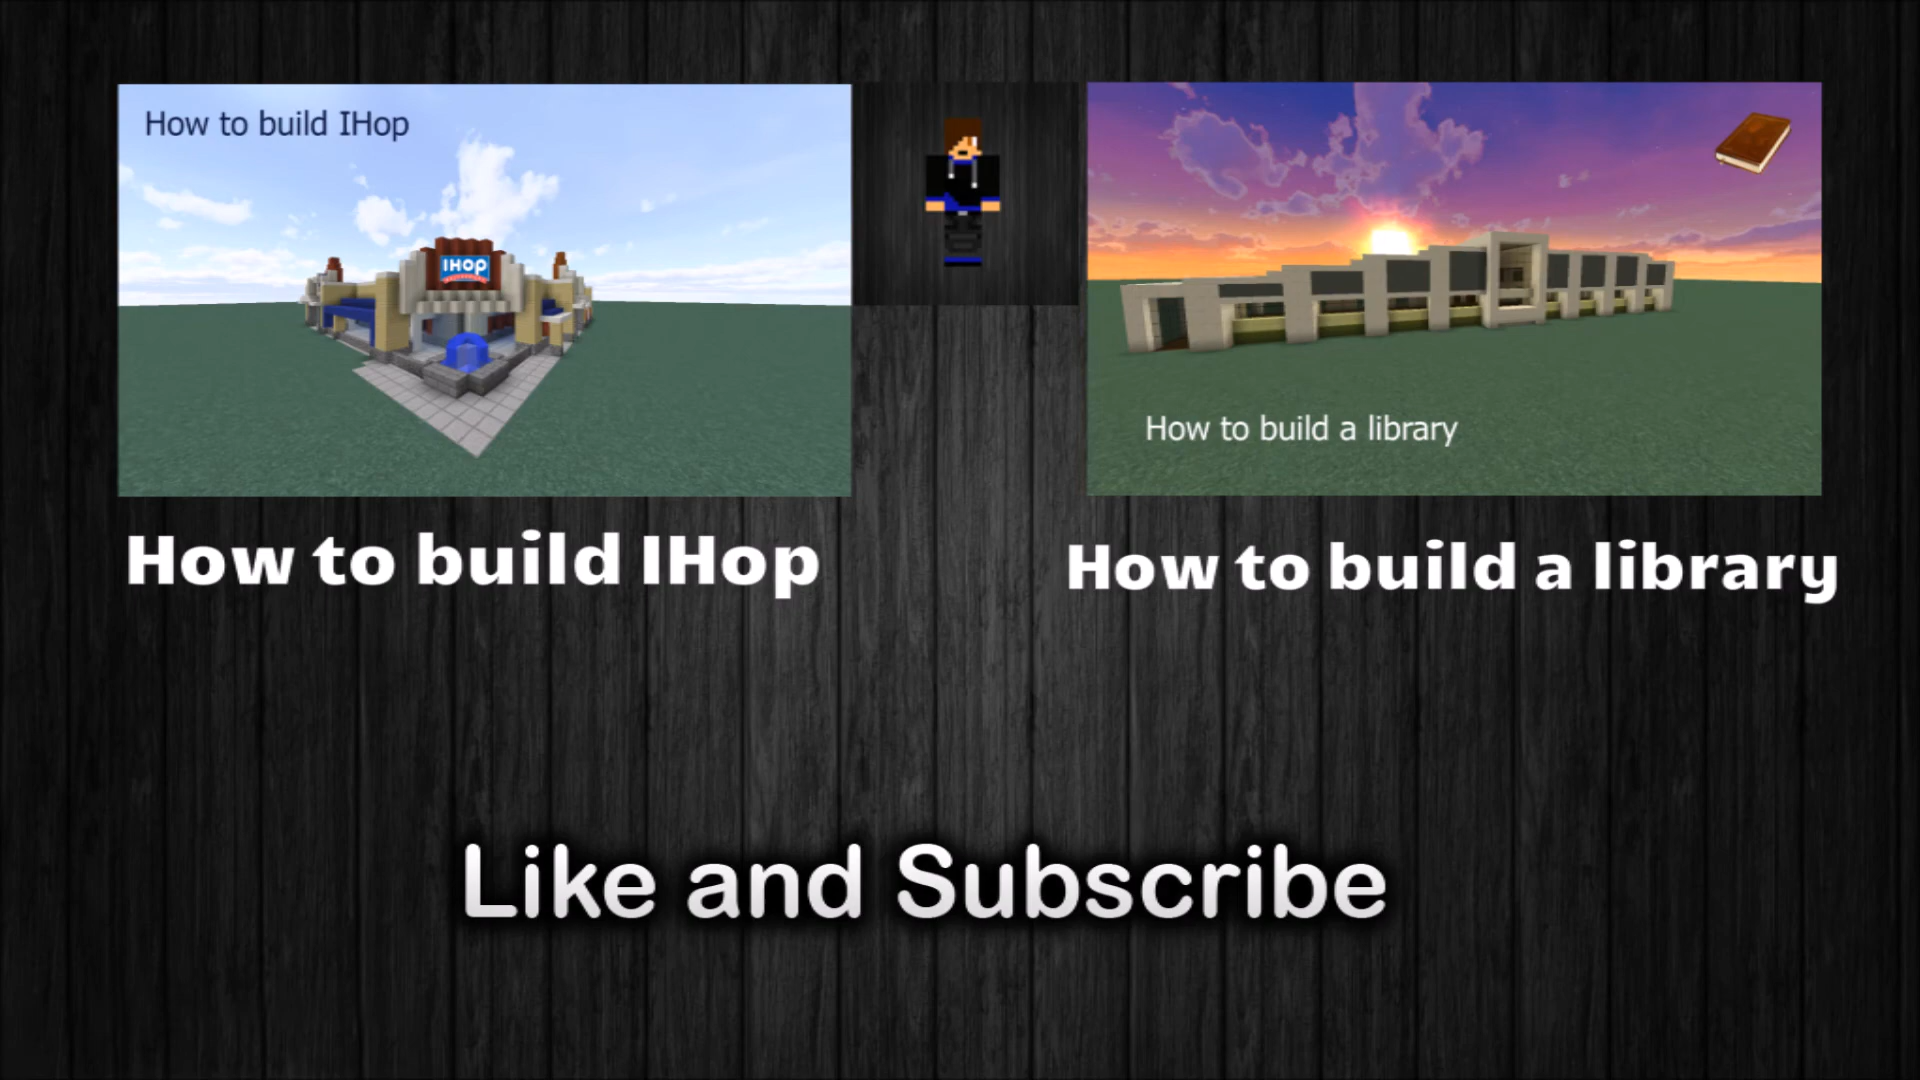 How to build IHop
IHOP
How to build a library
How to build IHop
How to build a library
Like and Subscribe